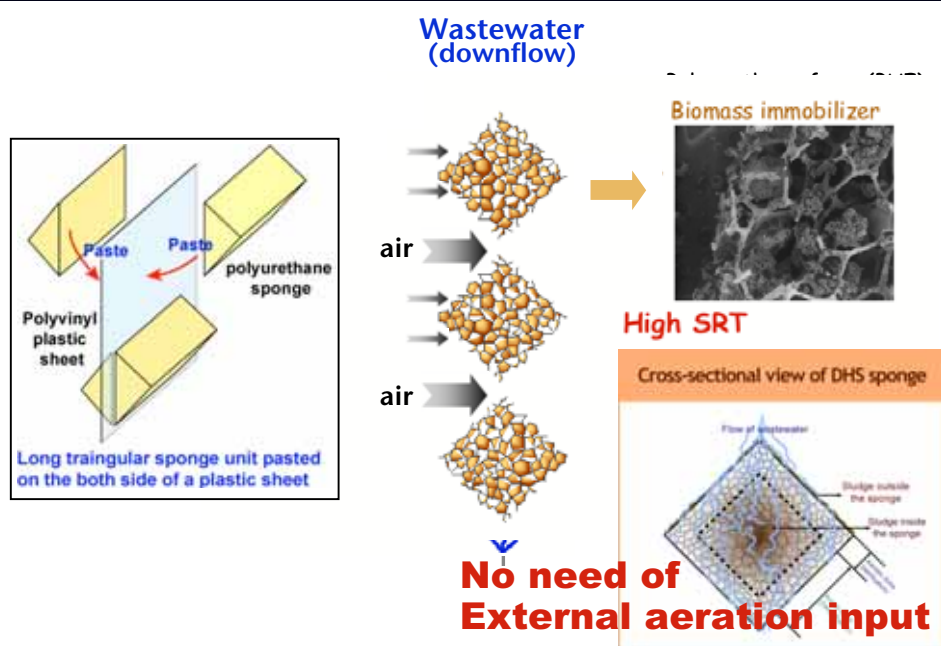 Wastewater
(downflow)
Biomass immobilizer
Paste
Paste
polyurethane
sponge
Polyvinyl
plastic
sheet
Long traingular sponge unit pasted
on the both side of a plastic sheet
air
air
High SRT
Cross-sectional view of DHS sponge
Flow of wastewater
Sludge outside
the sponge
Sludge inside
the sponge
No need of
External aeration input